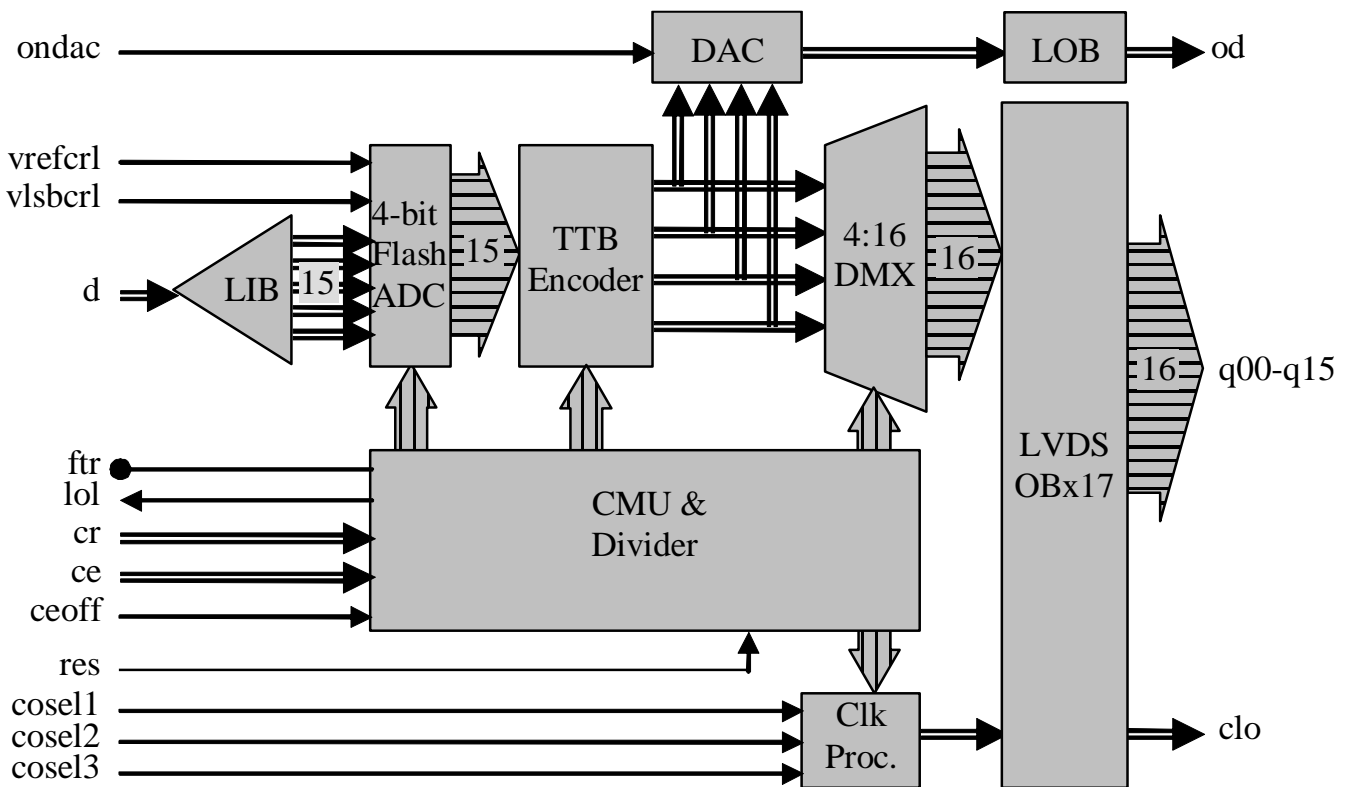 ondac
DAC
LOB
od
vrefcrl
vlsbcrl
d
LIB
15
4-bit
Flash
ADC
15
TTB
Encoder
4:16
DMX
16
LVDS
OBx17
16
q00-q15
ftr
lol
cr
ce
ceoff
res
CMU &
Divider
cosel1
cosel2
cosel3
Clk
Proc.
clo